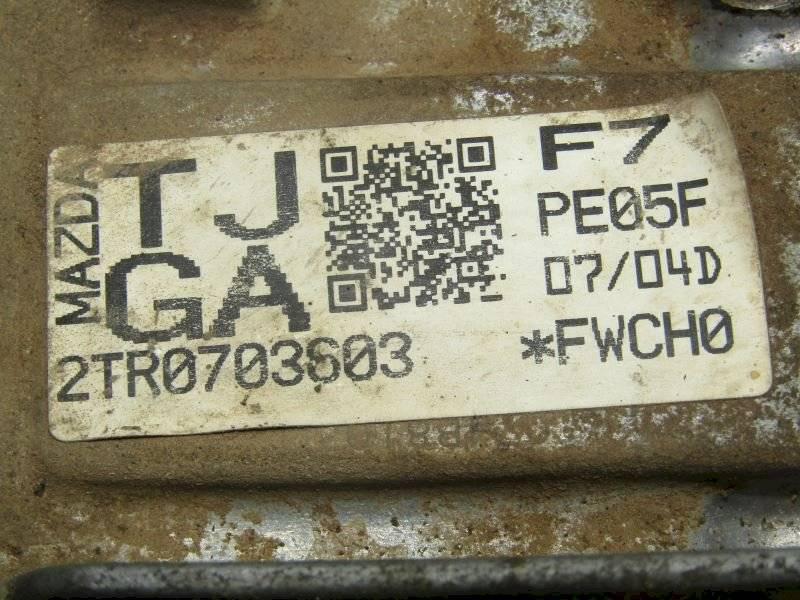 MAZDA
TJ
GA
2TR0703603
F7
PE05F
07/04D
*FWCH0